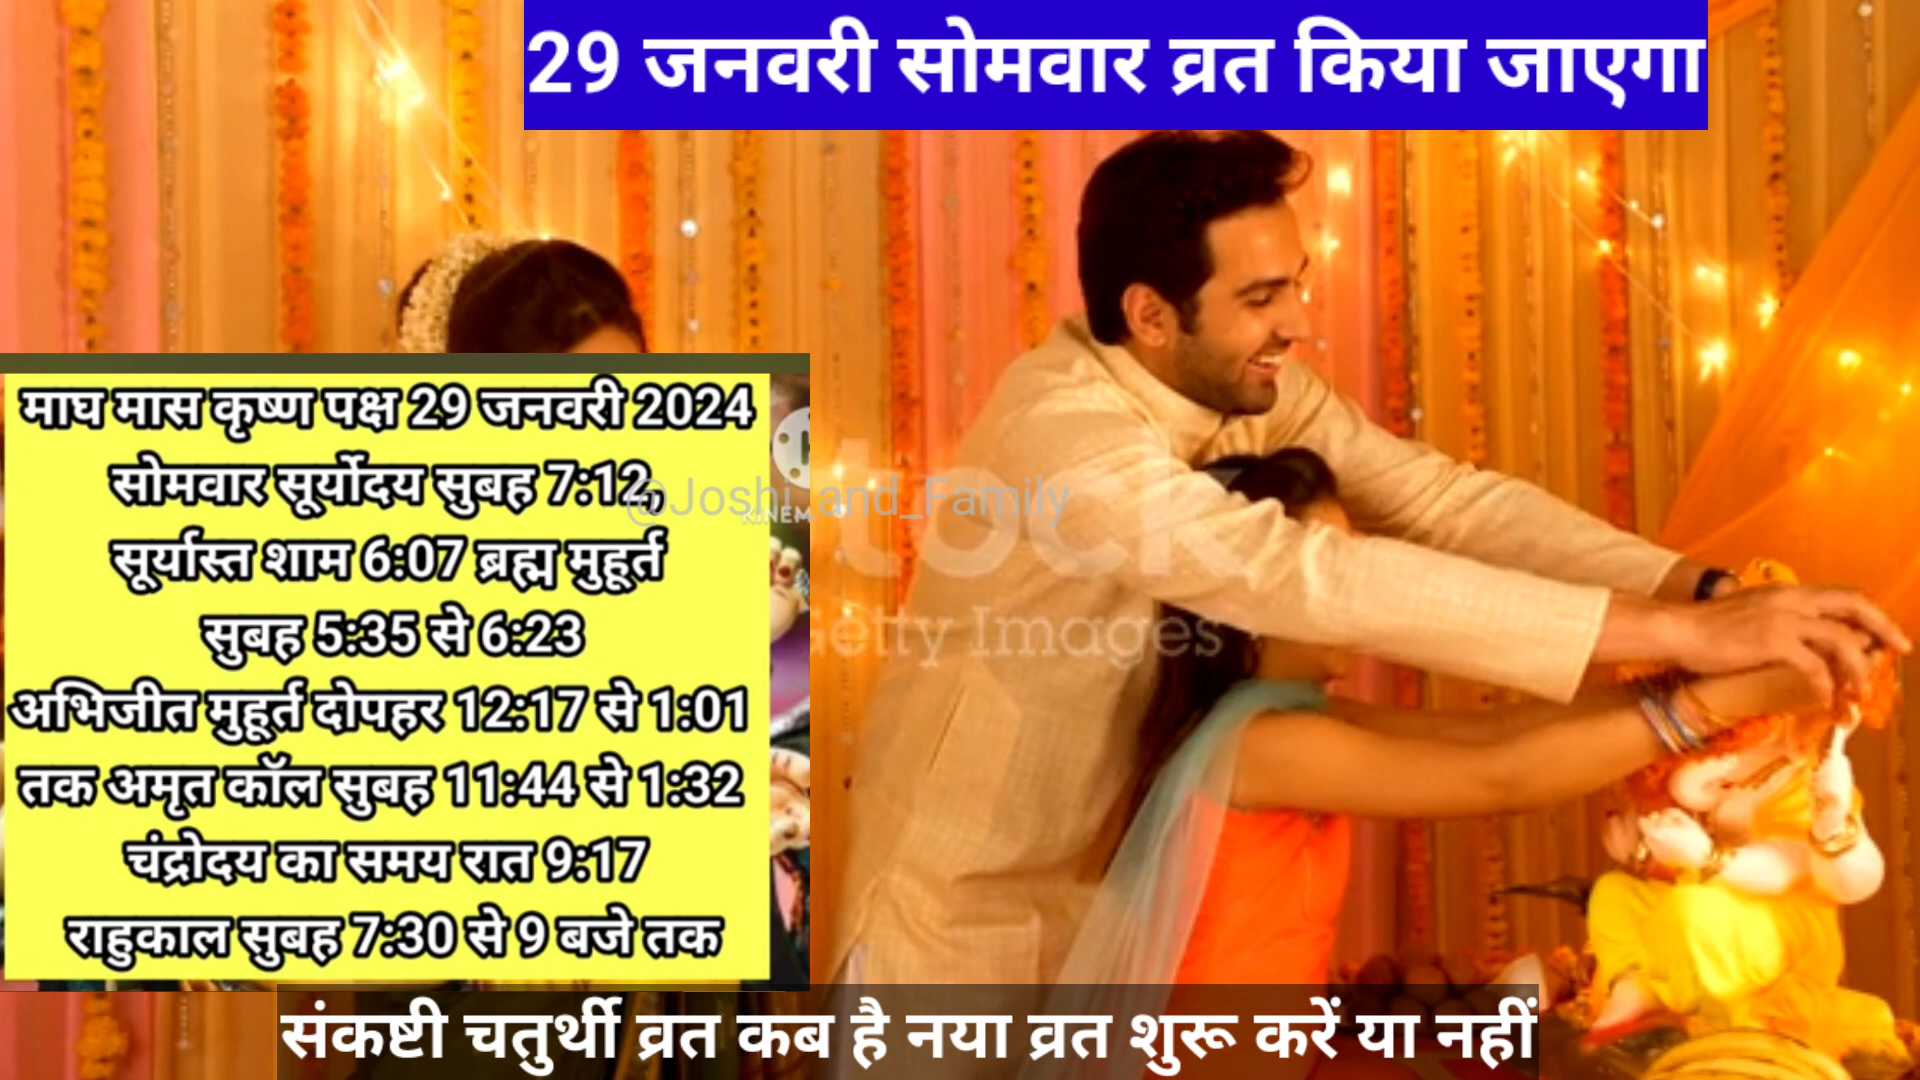 29 जनवरी सोमवार व्रत किया जाएगा
माघ मास कृष्ण पक्ष 29 जनवरी 2024
सोमवार सूर्योदय सुबह 7:12,
सूर्यास्त शाम 6:07 ब्रह्म मुहूर्त
सुबह 5:35 से 6:23
अभिजीत मुहूर्त दोपहर 12:17 से 1:01
तक अमृत कॉल सुबह 11:44 से 1:32
चंद्रोदय का समय रात 9:17
राहुकाल सुबह 7:30 से 9 बजे तक
@Joshi_and_Family
tock
Getty Images
संकष्टी चतुर्थी व्रत कब है नया व्रत शुरू करें या नहीं